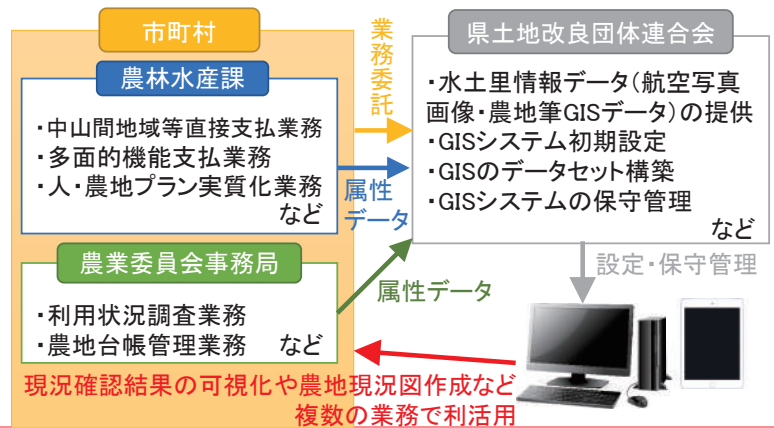 市町村
農林水産課
・中山間地域等直接支払業務
・多面的機能支払業務
・人・農地プラン実質化業務
など
農業委員会事務局
・利用状況調査業務
・農地台帳管理業務 など
業務委託
属性
データ
属性データ
県土地改良団体連合会
・水土里情報データ(航空写真
画像・農地筆GISデータ)の提供
・GISシステム初期設定
・GISのデータセット構築
・GISシステムの保守管理
など
設定・保守管理
現況確認結果の可視化や農地現況図作成など
複数の業務で利活用